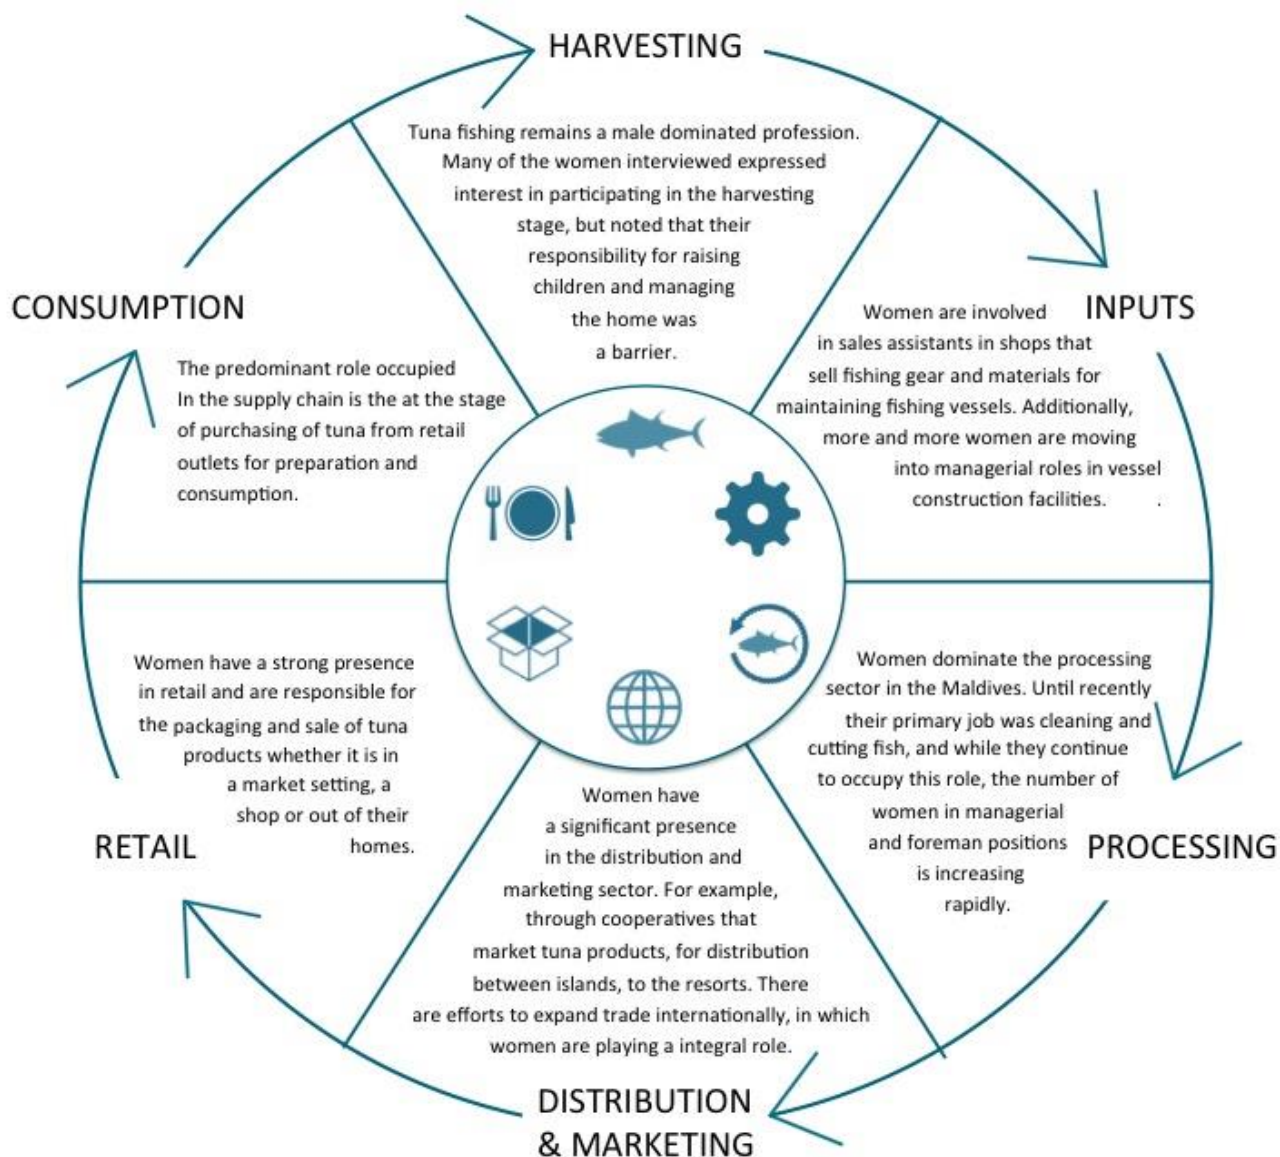 HARVESTING
Tuna fishing remains a male dominated profession.
Many of the women interviewed expressed
interest in participating in the harvesting
stage, but noted that their
responsibility for raising
children and managing
the home was
a barrier.
INPUTS
Women are involved
in sales assistants in shops that
sell fishing gear and materials for
maintaining fishing vessels. Additionally,
more and more women are moving
into managerial roles in vessel
construction facilities. .
Women dominate the processing
sector in the Maldives. Until recently
their primary job was cleaning and
cutting fish, and while they continue
to occupy this role, the number of
women in managerial
and foreman positions
is increasing
rapidly.
PROCESSING
Women have
a significant presence
in the distribution and
marketing sector. For example,
through cooperatives that
market tuna products, for distribution
between islands, to the resorts. There
are efforts to expand trade internationally, in which
women are playing a integral role.
DISTRIBUTION
& MARKETING
Women have a strong presence
in retail and are responsible for
the packaging and sale of tuna
products whether it is in
a market setting, a
shop or out of their
homes.
RETAIL
CONSUMPTION
The predominant role occupied
In the supply chain is the at the stage
of purchasing of tuna from retail
outlets for preparation and
consumption.